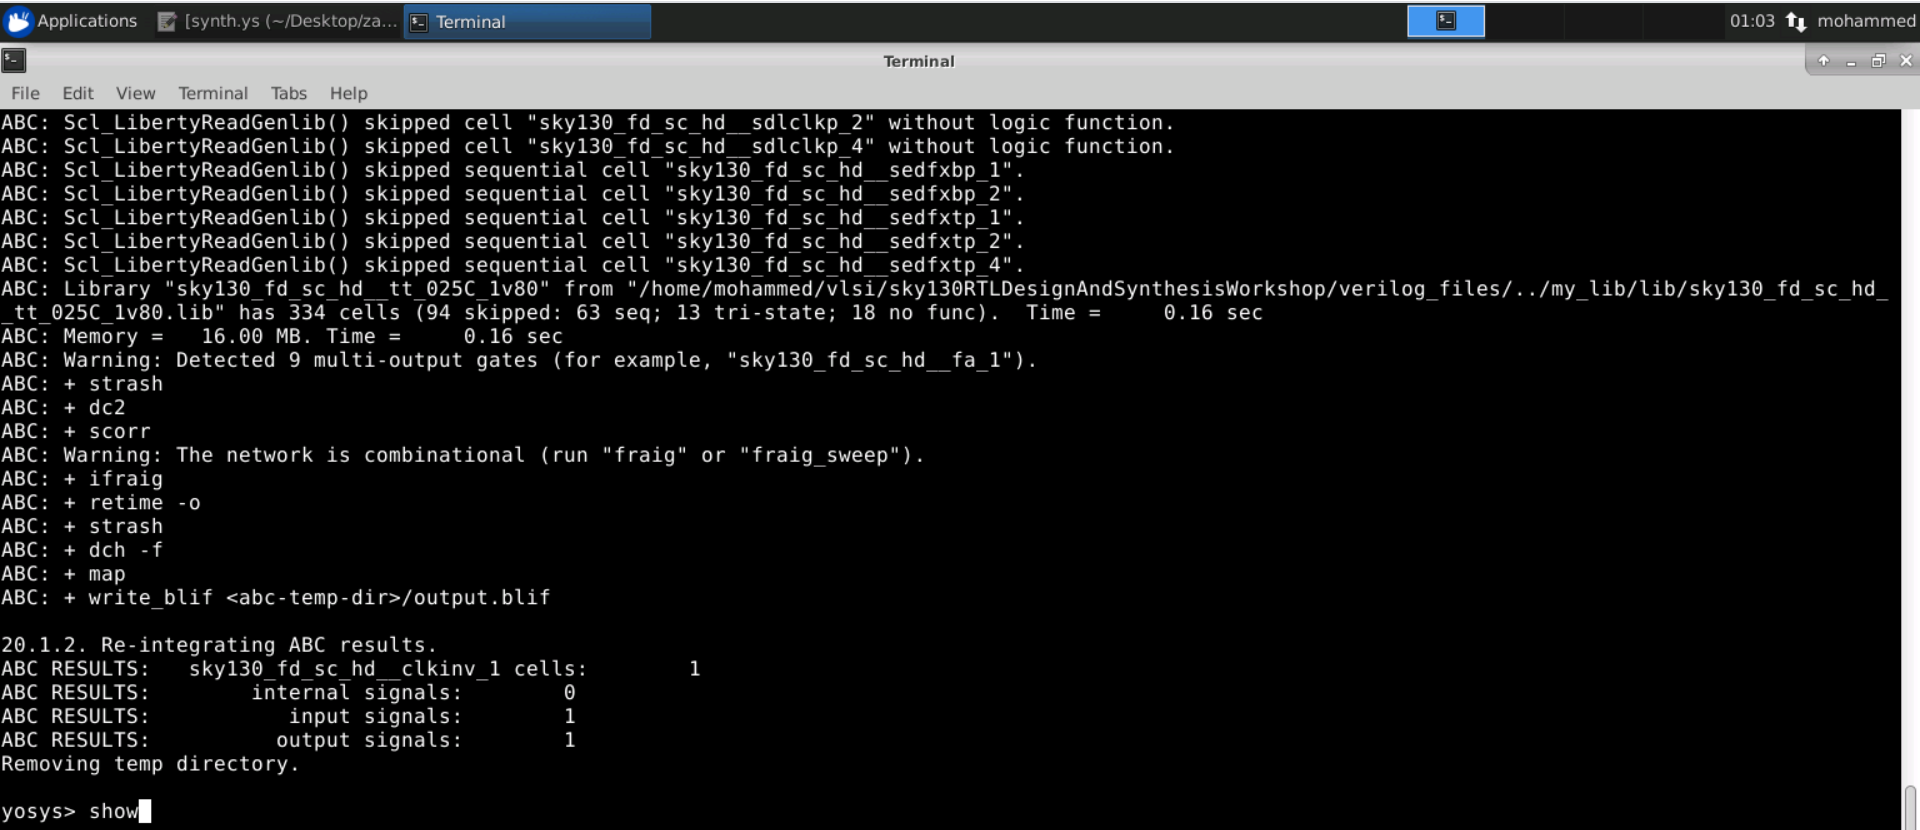 Applications [synth.ys (~/Desktop/za... Terminal 01:03 mohammed
Terminal
File Edit View Terminal Tabs Help
ABC: Scl_LibertyReadGenlib() skipped cell "sky130_fd_sc_hd__sdlclkp_2" without logic function.
ABC: Scl_LibertyReadGenlib() skipped cell "sky130_fd_sc_hd__sdlclkp_4" without logic function.
ABC: Scl_LibertyReadGenlib() skipped sequential cell "sky130_fd_sc_hd__sedfxbp_1".
ABC: Scl_LibertyReadGenlib() skipped sequential cell "sky130_fd_sc_hd__sedfxbp_2".
ABC: Scl_LibertyReadGenlib() skipped sequential cell "sky130_fd_sc_hd__sedfxtp_1".
ABC: Scl_LibertyReadGenlib() skipped sequential cell "sky130_fd_sc_hd__sedfxtp_2".
ABC: Scl_LibertyReadGenlib() skipped sequential cell "sky130_fd_sc_hd__sedfxtp_4".
ABC: Library "sky130_fd_sc_hd__tt_025C_1v80" from "/home/mohammed/vlsi/sky130RTLDesignAndSynthesisWorkshop/verilog_files/../my_lib/lib/sky130_fd_sc_hd_
_tt_025C_1v80.lib" has 334 cells (94 skipped: 63 seq; 13 tri-state; 18 no func).  Time =     0.16 sec
ABC: Memory =   16.00 MB. Time =     0.16 sec
ABC: Warning: Detected 9 multi-output gates (for example, "sky130_fd_sc_hd__fa_1").
ABC: + strash
ABC: + dc2
ABC: + scorr
ABC: Warning: The network is combinational (run "fraig" or "fraig_sweep").
ABC: + ifraig
ABC: + retime -o
ABC: + strash
ABC: + dch -f
ABC: + map
ABC: + write_blif <abc-temp-dir>/output.blif
20.1.2. Re-integrating ABC results.
ABC RESULTS:   sky130_fd_sc_hd__clkinv_1 cells:        1
ABC RESULTS:        internal signals:        0
ABC RESULTS:           input signals:        1
ABC RESULTS:          output signals:        1
Removing temp directory.
yosys> show